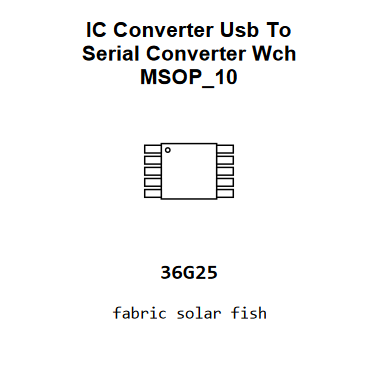 IC Converter Usb To
Serial Converter Wch
MSOP_10
36G25
fabric solar fish